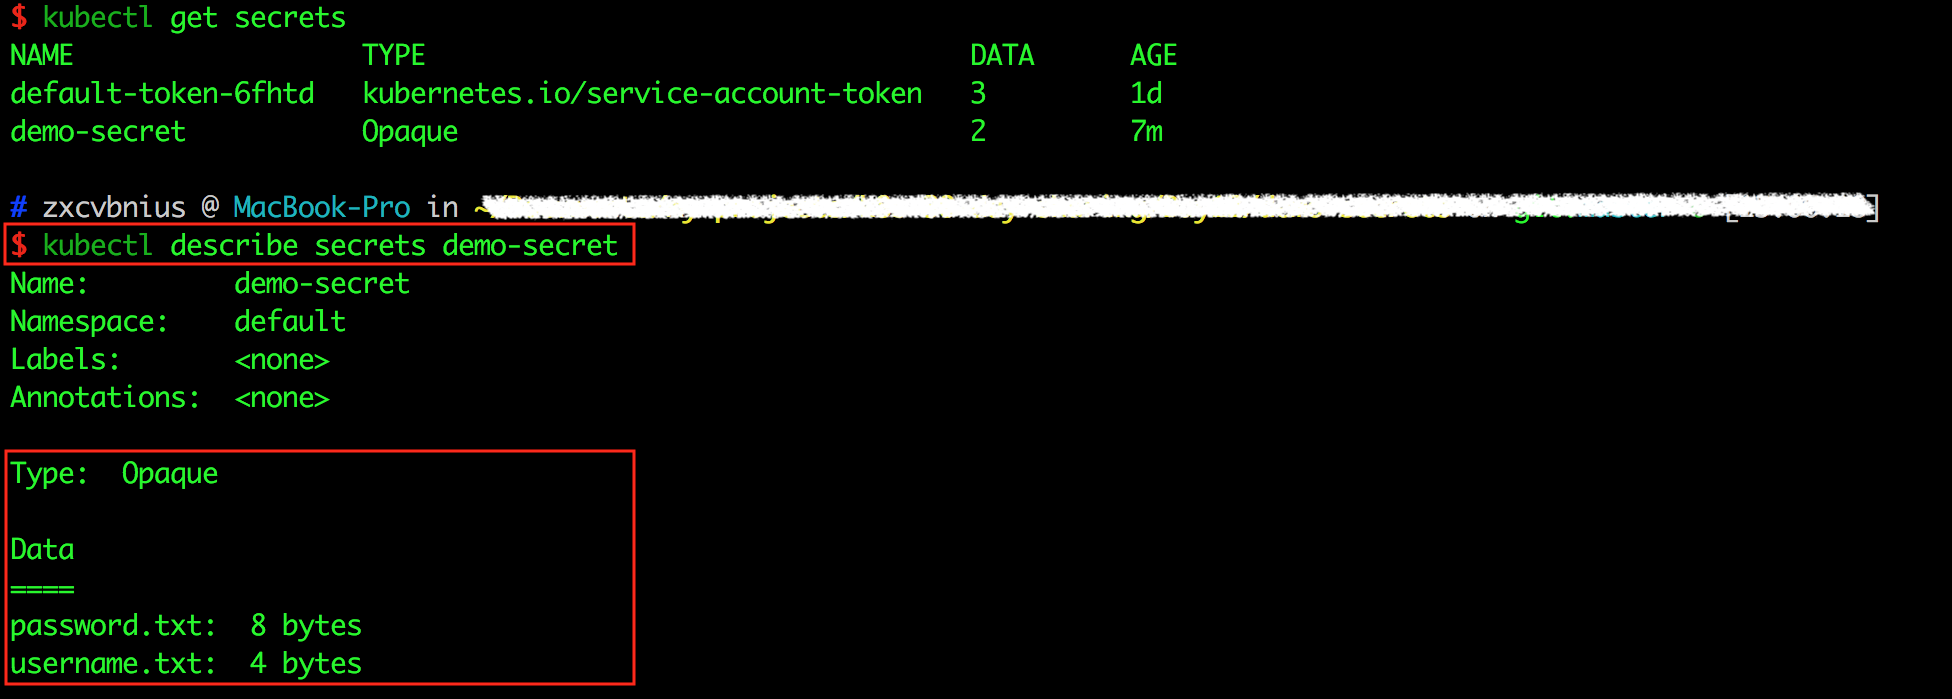 $ kubectl get secrets
NAME TYPE DATA AGE
default-token-6fhtd kubernetes.io/service-account-token 3 1d
demo-secret Opaque 2 7m
# zxcvbnius @ MacBook-Pro in ~
$ kubectl describe secrets demo-secret
Name: demo-secret
Namespace: default
Labels: <none>
Annotations: <none>
Type: Opaque
Data
====
password.txt: 8 bytes
username.txt: 4 bytes